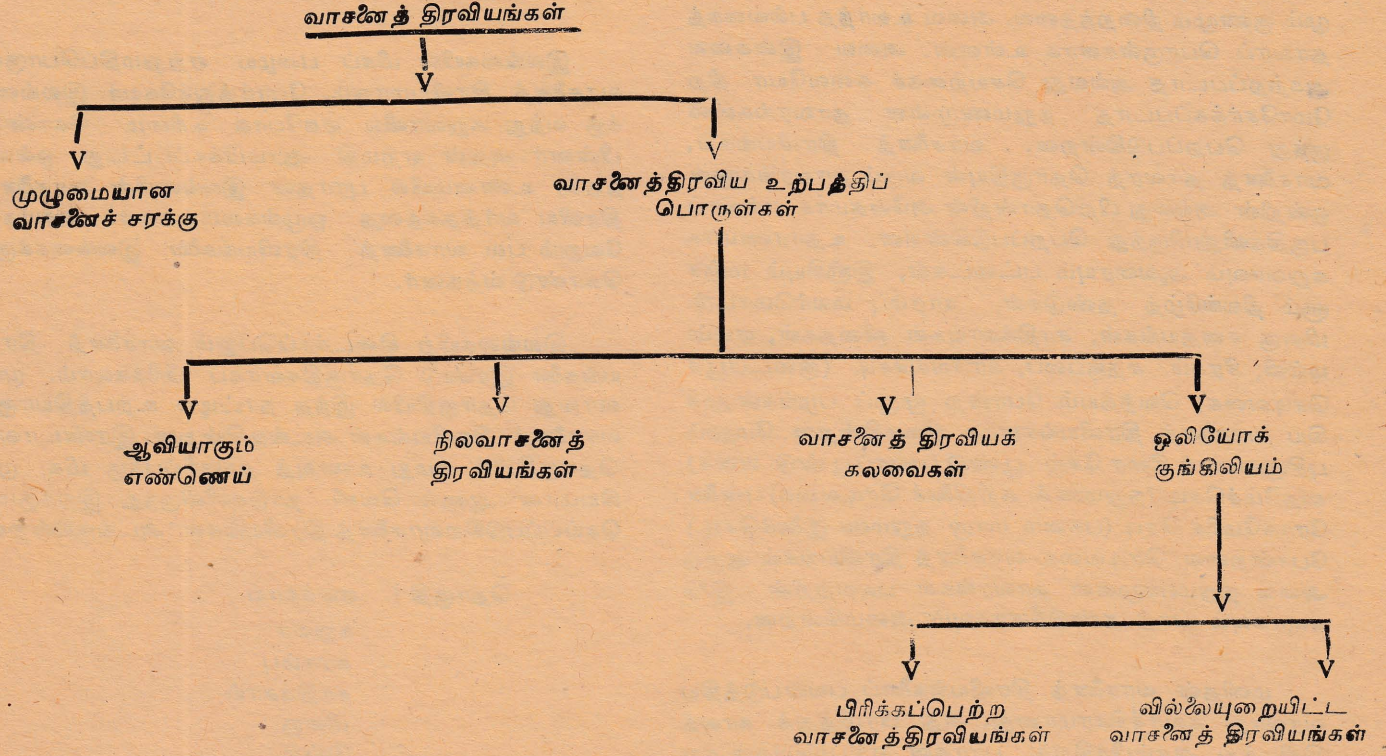 வாசனைத் திரவியங்கள்
முழுமையான
வாசனைச் சரக்கு
வாசனைத்திரவிய உற்பத்திப்
பொருள்கள்
ஆவியாகும்
எண்ணெய்
நிலவாசனைத்
திரவியங்கள்
வாசனைத் திரவியக்
கலவைகள்
ஒலியோக்
குங்கிலியம்
பிரிக்கப்பெற்ற
வாசனைத்திரவியங்கள்
வில்லையுறையிட்ட
வாசனைத் திரவியங்கள்